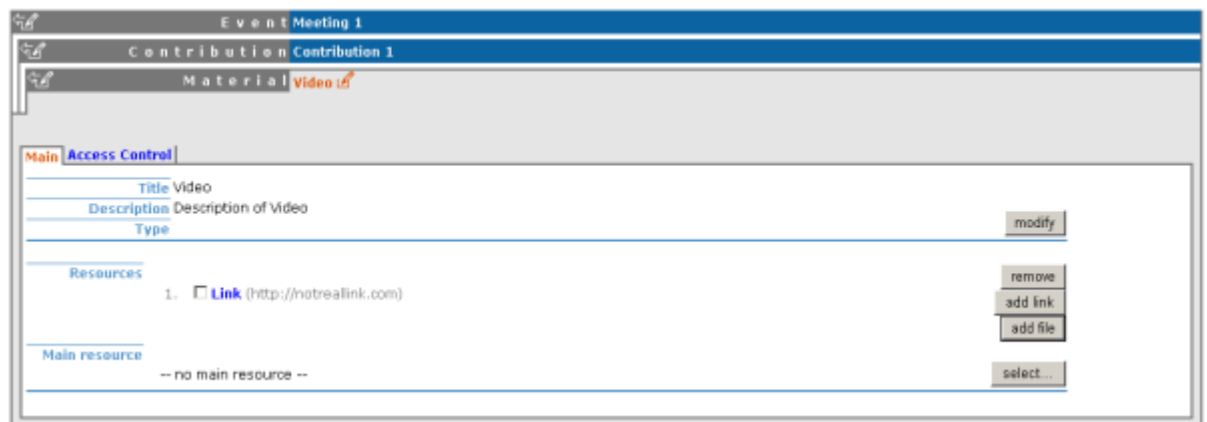 Event Meeting 1
Contribution Contribution 1
Material Video
Main Access Control
Title Video
Description Description of Video
Type modify
Resources remove
1. Link (http://notreallink.com)
add link
add file
Main resource
-- no main resource -- select...